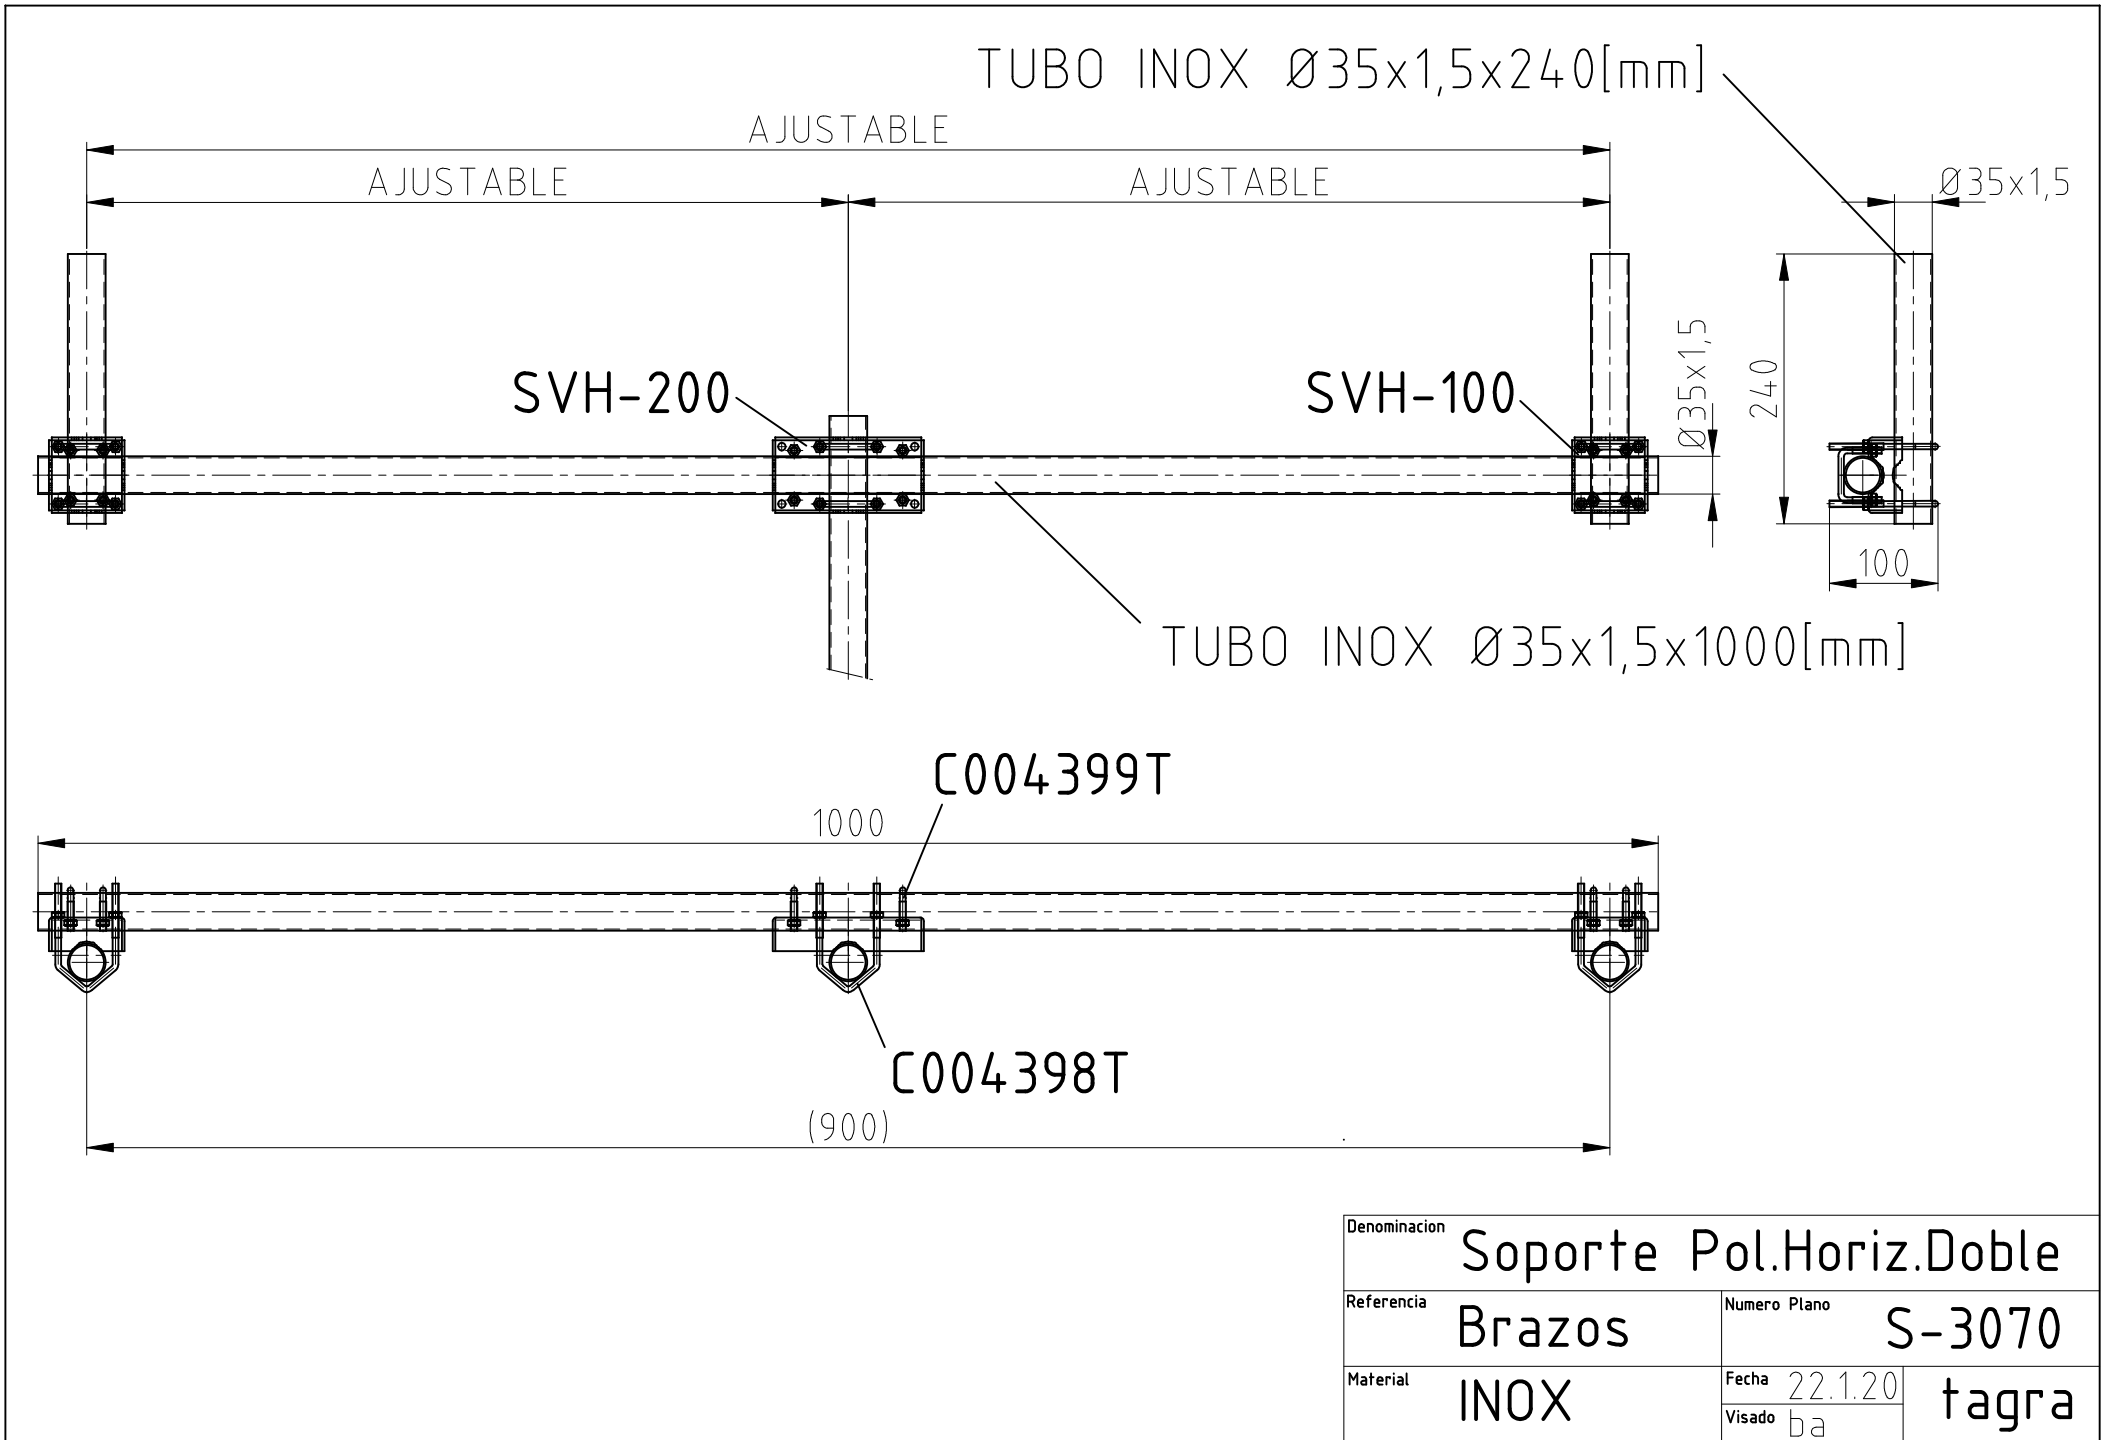 TUBO INOX Ø35x1,5x240[mm]
AJUSTABLE
AJUSTABLE
AJUSTABLE
Ø35x1,5
SVH-200
SVH-100
Ø35x1,5
240
100
TUBO INOX Ø35x1,5x1000[mm]
C004399T
1000
C004398T
(900)
Denominacion Soporte Pol.Horiz.Doble
Referencia Brazos
Numero Plano S-3070
Material INOX
Fecha 22.1.20
Visado ba
tagra